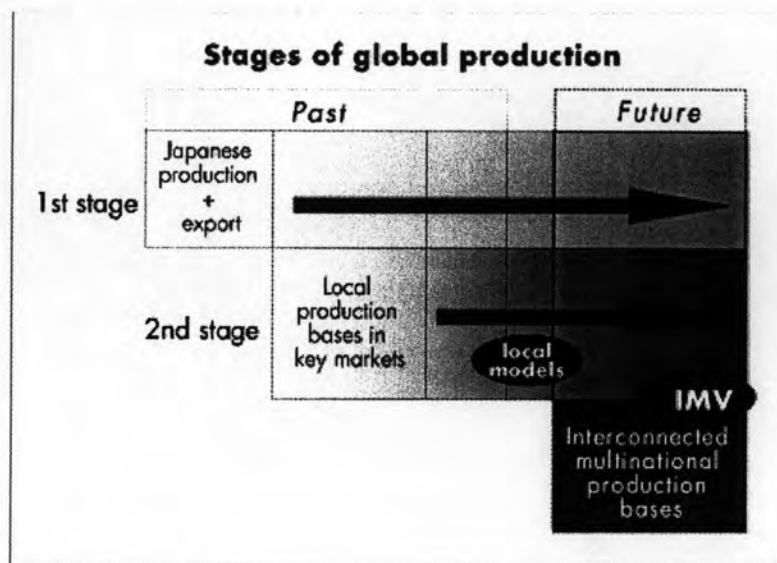 Stages of global production
Past
Future
1st stage
Japanese
production
+
export
2nd stage
Local
production
bases in
key markets
local
models
IMV
Interconnected
multinational
production
bases